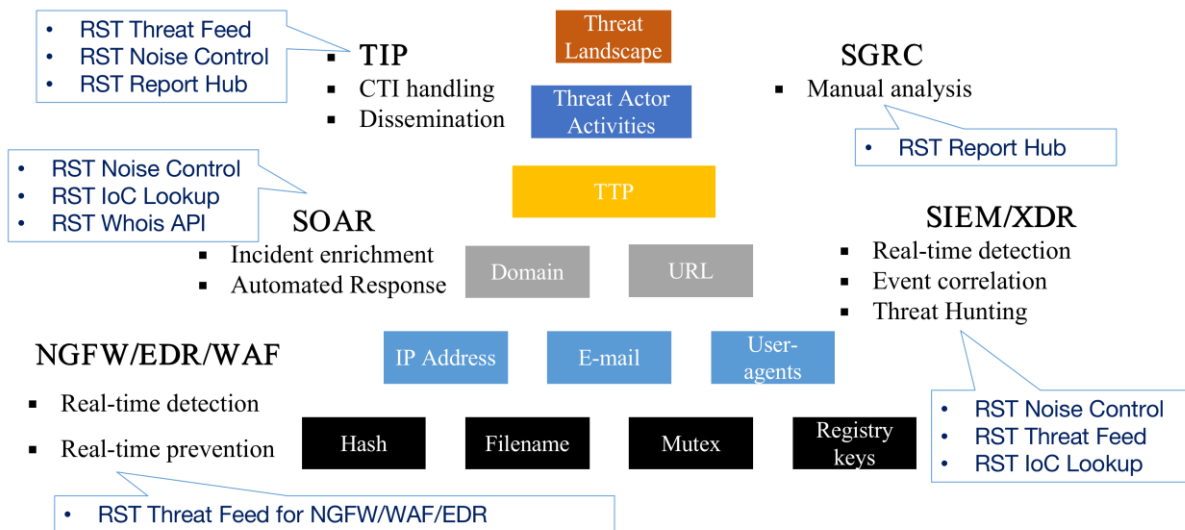 • RST Threat Feed
• RST Noise Control
• RST Report Hub
▪ TIP
▪ CTI handling
▪ Dissemination
Threat
Landscape
Threat Actor
Activities
SGRC
▪ Manual analysis
• RST Report Hub
• RST Noise Control
• RST IoC Lookup
• RST Whois API
TTP
SOAR
▪ Incident enrichment
▪ Automated Response
Domain
URL
SIEM/XDR
▪ Real-time detection
▪ Event correlation
▪ Threat Hunting
NGFW/EDR/WAF
▪ Real-time detection
▪ Real-time prevention
IP Address
E-mail
User-
agents
Hash
Filename
Mutex
Registry
keys
• RST Noise Control
• RST Threat Feed
• RST IoC Lookup
• RST Threat Feed for NGFW/WAF/EDR